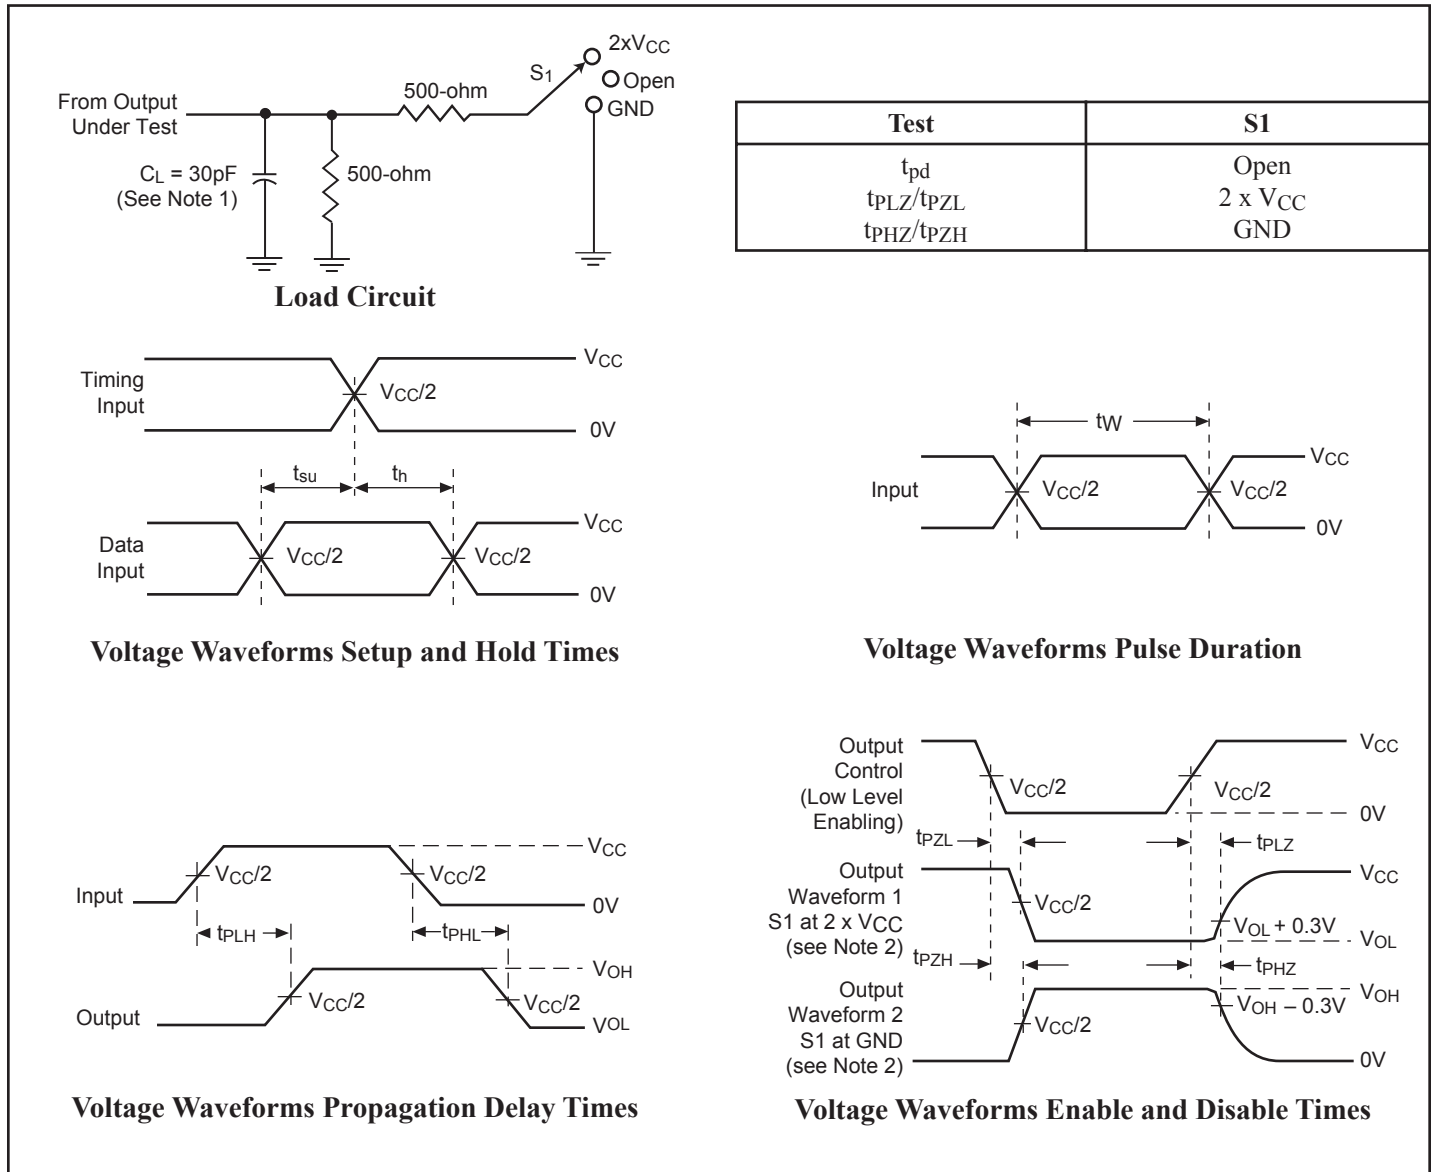 2xVCC
S1
Open
GND
500-ohm
From Output
Under Test
CL = 30pF
(See Note 1)
500-ohm
Load Circuit
Test S1
tpd Open
tPLZ/tPZL 2 x VCC
tPHZ/tPZH GND
Timing
Input
VCC
VCC/2
0V
tsu th
Data
Input
VCC
VCC/2 VCC/2
0V
Voltage Waveforms Setup and Hold Times
tW
Input
VCC
VCC/2 VCC/2
0V
Voltage Waveforms Pulse Duration
Input
VCC
VCC/2 VCC/2
0V
tPLH tPHL
Output
VOH
VCC/2 VCC/2
VOL
Voltage Waveforms Propagation Delay Times
Output
Control
(Low Level
Enabling)
VCC
VCC/2 VCC/2
0V
tPZL tPLZ
Output
Waveform 1
S1 at 2 x VCC
(see Note 2)
VCC
VCC/2
VOL + 0.3V
VOL
tPZH tPHZ
Output
Waveform 2
S1 at GND
(see Note 2)
VOH
VOH – 0.3V
VCC/2
0V
Voltage Waveforms Enable and Disable Times